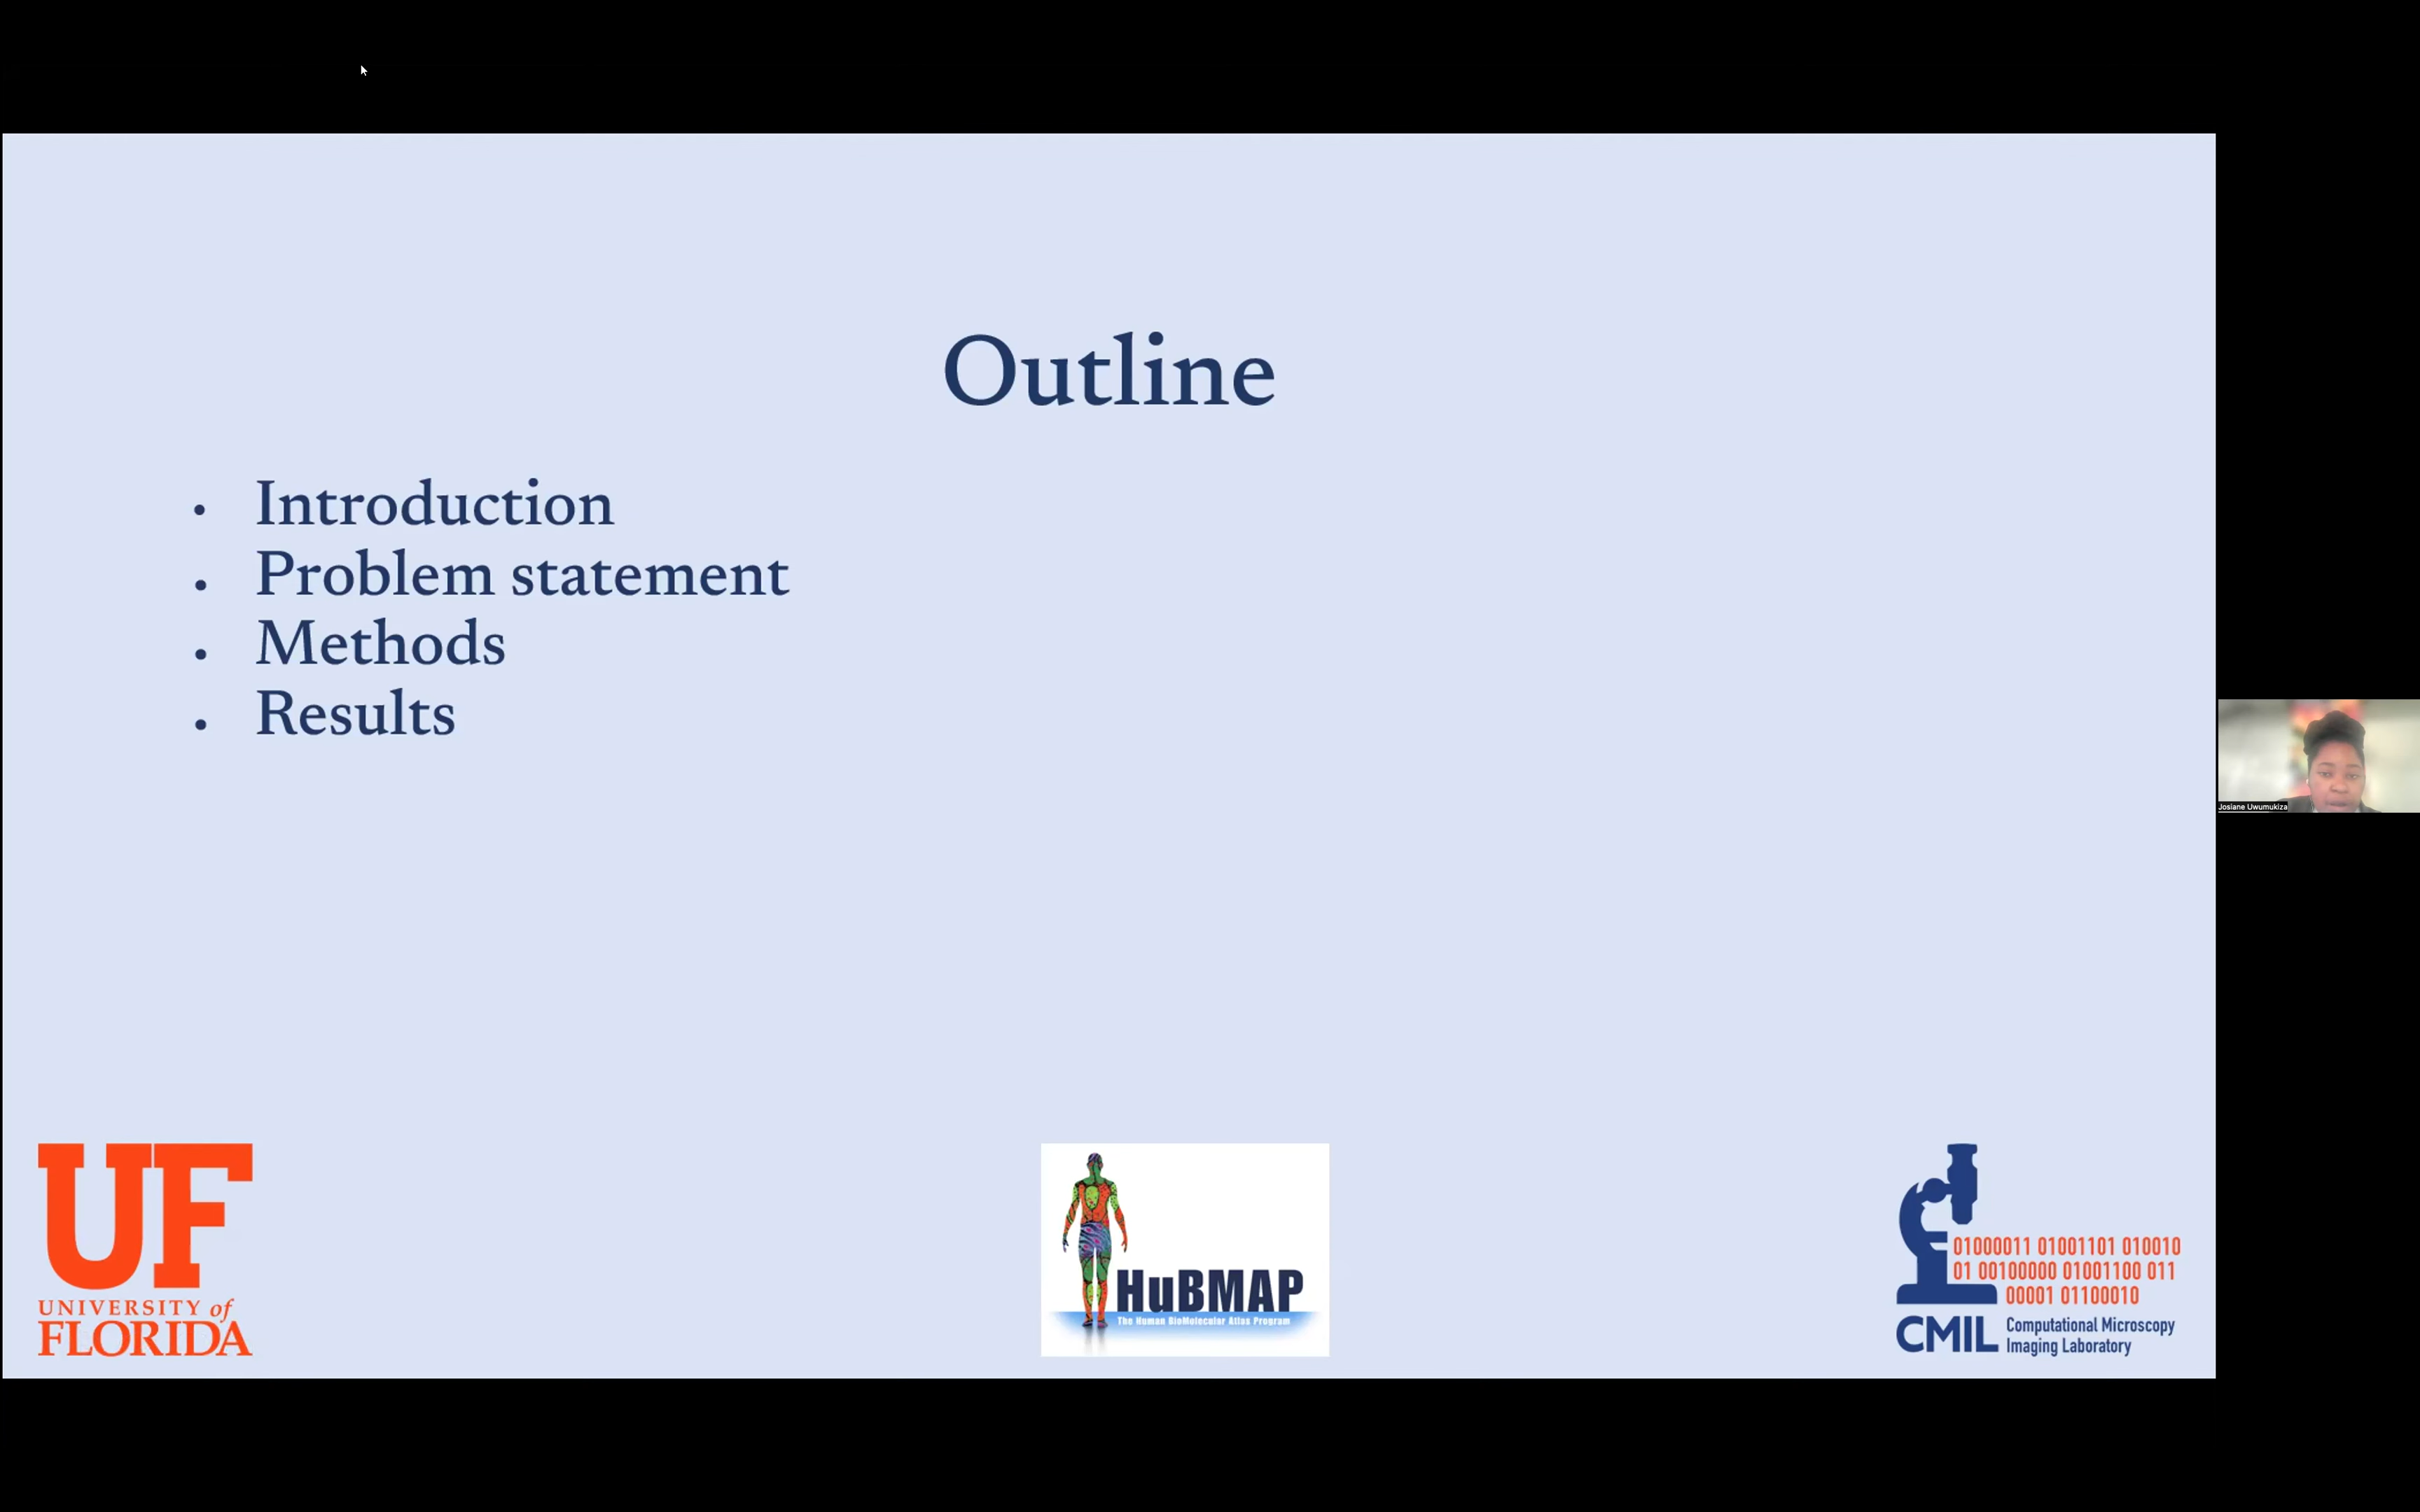 Outline
• Introduction
• Problem statement
• Methods
• Results
Josiane Uwumukiza
UF
UNIVERSITY of
FLORIDA
HuBMAP
The Human BioMolecular Atlas Program
01000011 01001101 010010
01 00100000 01001100 011
00001 01100010
CMIL
Computational Microscopy
Imaging Laboratory